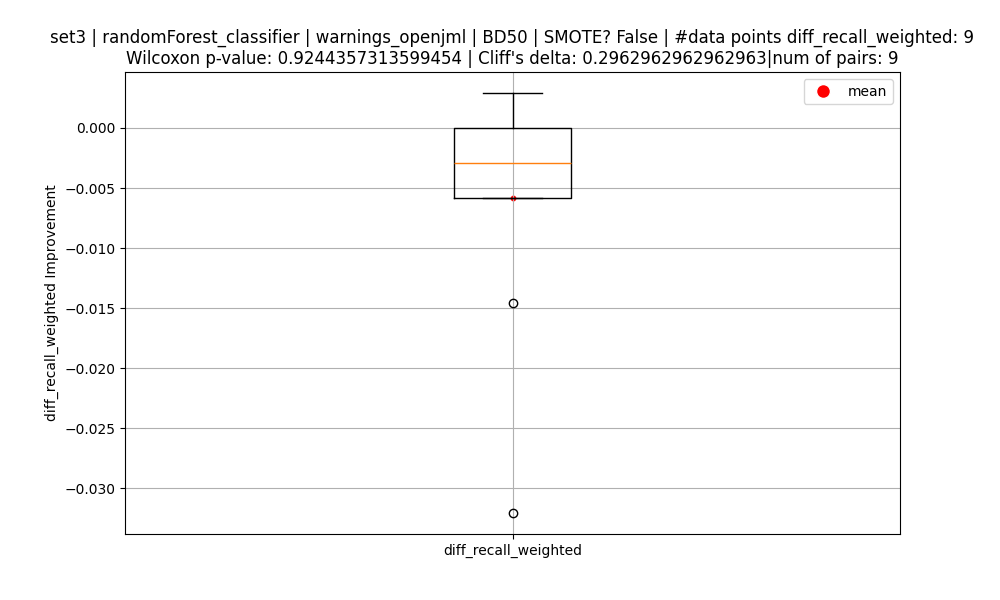 set3 | randomForest_classifier | warnings_openjml | BD50 | SMOTE? False | #data points diff_recall_weighted: 9
Wilcoxon p-value: 0.9244357313599454 | Cliff's delta: 0.2962962962962963|num of pairs: 9
mean
0.000
−0.005
−0.010
−0.015
−0.020
−0.025
−0.030
diff_recall_weighted Improvement
diff_recall_weighted